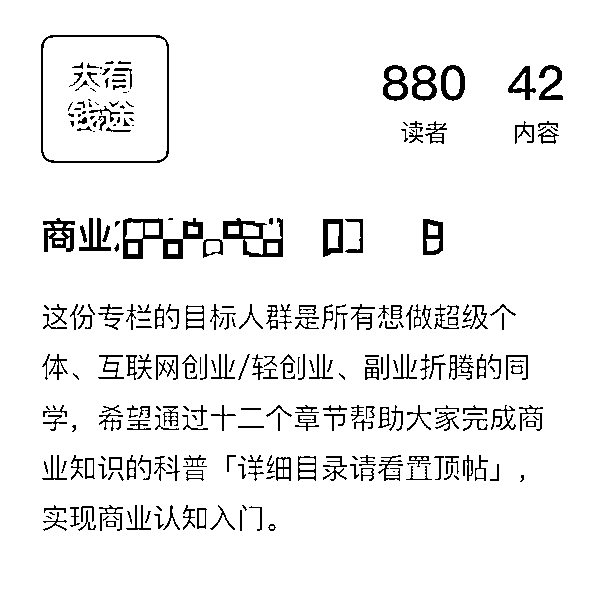 大有
钱途
880 42
读者 内容
商业
这份专栏的目标人群是所有想做超级个
体、互联网创业/轻创业、副业折腾的同
学，希望通过十二个章节帮助大家完成商
业知识的科普「详细目录请看置顶帖」，
实现商业认知入门。